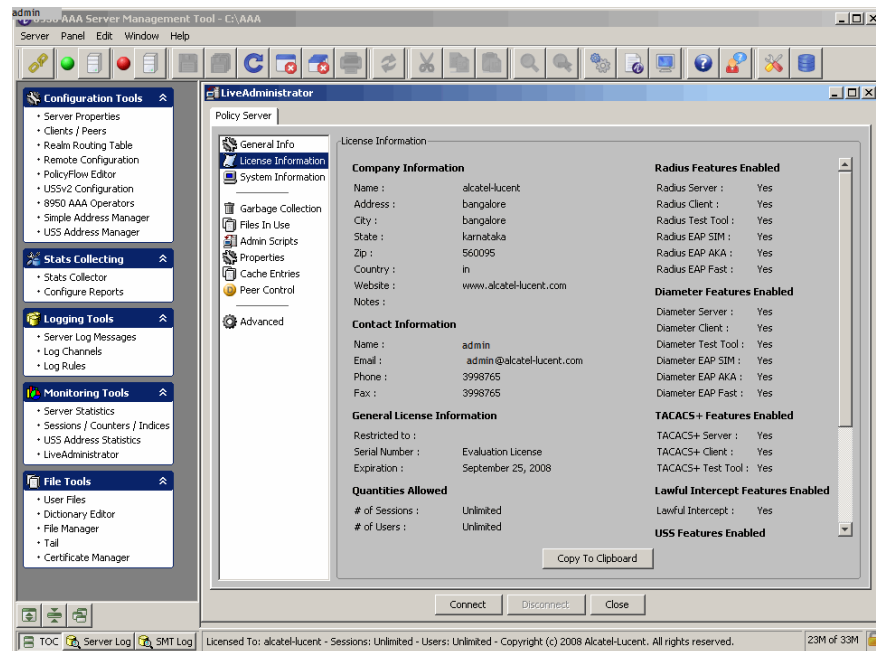 admin
8950 AAA Server Management Tool - C:\AAA
Server Panel Edit Window Help
Configuration Tools
Server Properties
Clients / Peers
Realm Routing Table
Remote Configuration
PolicyFlow Editor
USSv2 Configuration
8950 AAA Operators
Simple Address Manager
USS Address Manager
Stats Collecting
Stats Collector
Configure Reports
Logging Tools
Server Log Messages
Log Channels
Log Rules
Monitoring Tools
Server Statistics
Sessions / Counters / Indices
USS Address Statistics
LiveAdministrator
File Tools
User Files
Dictionary Editor
File Manager
Tail
Certificate Manager
LiveAdministrator
Policy Server
General Info
License Information
System Information
Garbage Collection
Files In Use
Admin Scripts
Properties
Cache Entries
Peer Control
Advanced
License Information
Company Information
Name : alcatel-lucent
Address : bangalore
City : bangalore
State : karnataka
Zip : 560095
Country : in
Website : www.alcatel-lucent.com
Notes :
Contact Information
Name : admin
Email : admin@alcatel-lucent.com
Phone : 3998765
Fax : 3998765
General License Information
Restricted to :
Serial Number : Evaluation License
Expiration : September 25, 2008
Quantities Allowed
# of Sessions : Unlimited
# of Users : Unlimited
Radius Features Enabled
Radius Server : Yes
Radius Client : Yes
Radius Test Tool : Yes
Radius EAP SIM : Yes
Radius EAP AKA : Yes
Radius EAP Fast : Yes
Diameter Features Enabled
Diameter Server : Yes
Diameter Client : Yes
Diameter Test Tool : Yes
Diameter EAP SIM : Yes
Diameter EAP AKA : Yes
Diameter EAP Fast : Yes
TACACS+ Features Enabled
TACACS+ Server : Yes
TACACS+ Client : Yes
TACACS+ Test Tool : Yes
Lawful Intercept Features Enabled
Lawful Intercept : Yes
USS Features Enabled
Copy To Clipboard
Connect Disconnect Close
TOC Server Log SMT Log
Licensed To: alcatel-lucent - Sessions: Unlimited - Users: Unlimited - Copyright (c) 2008 Alcatel-Lucent. All rights reserved.
23M of 33M